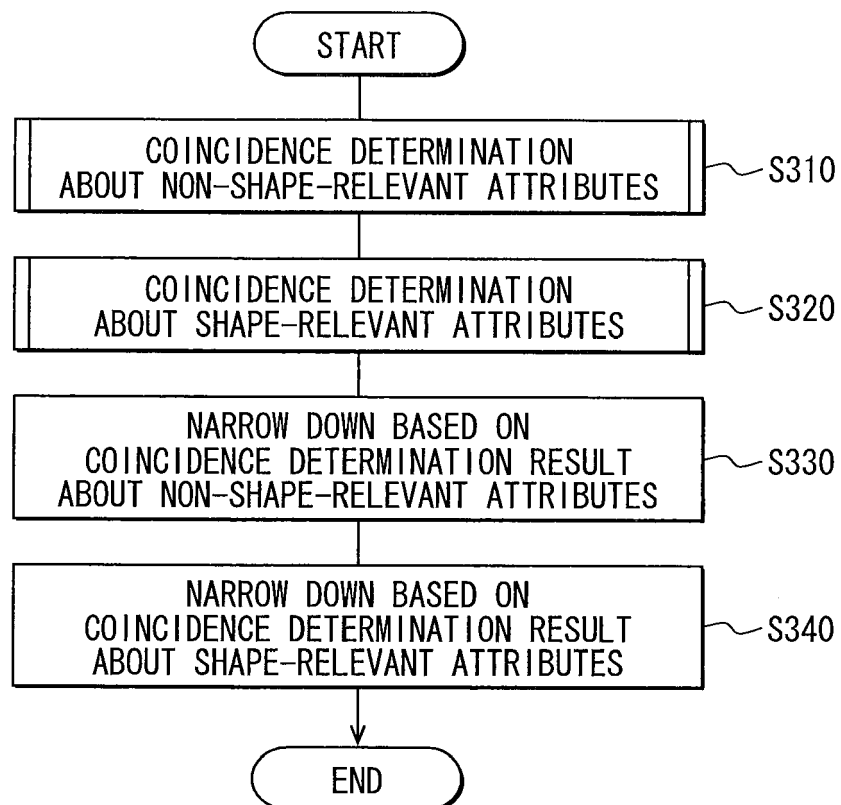 START
COINCIDENCE DETERMINATION
ABOUT NON-SHAPE-RELEVANT ATTRIBUTES
S310
COINCIDENCE DETERMINATION
ABOUT SHAPE-RELEVANT ATTRIBUTES
S320
NARROW DOWN BASED ON
COINCIDENCE DETERMINATION RESULT
ABOUT NON-SHAPE-RELEVANT ATTRIBUTES
S330
NARROW DOWN BASED ON
COINCIDENCE DETERMINATION RESULT
ABOUT SHAPE-RELEVANT ATTRIBUTES
S340
END